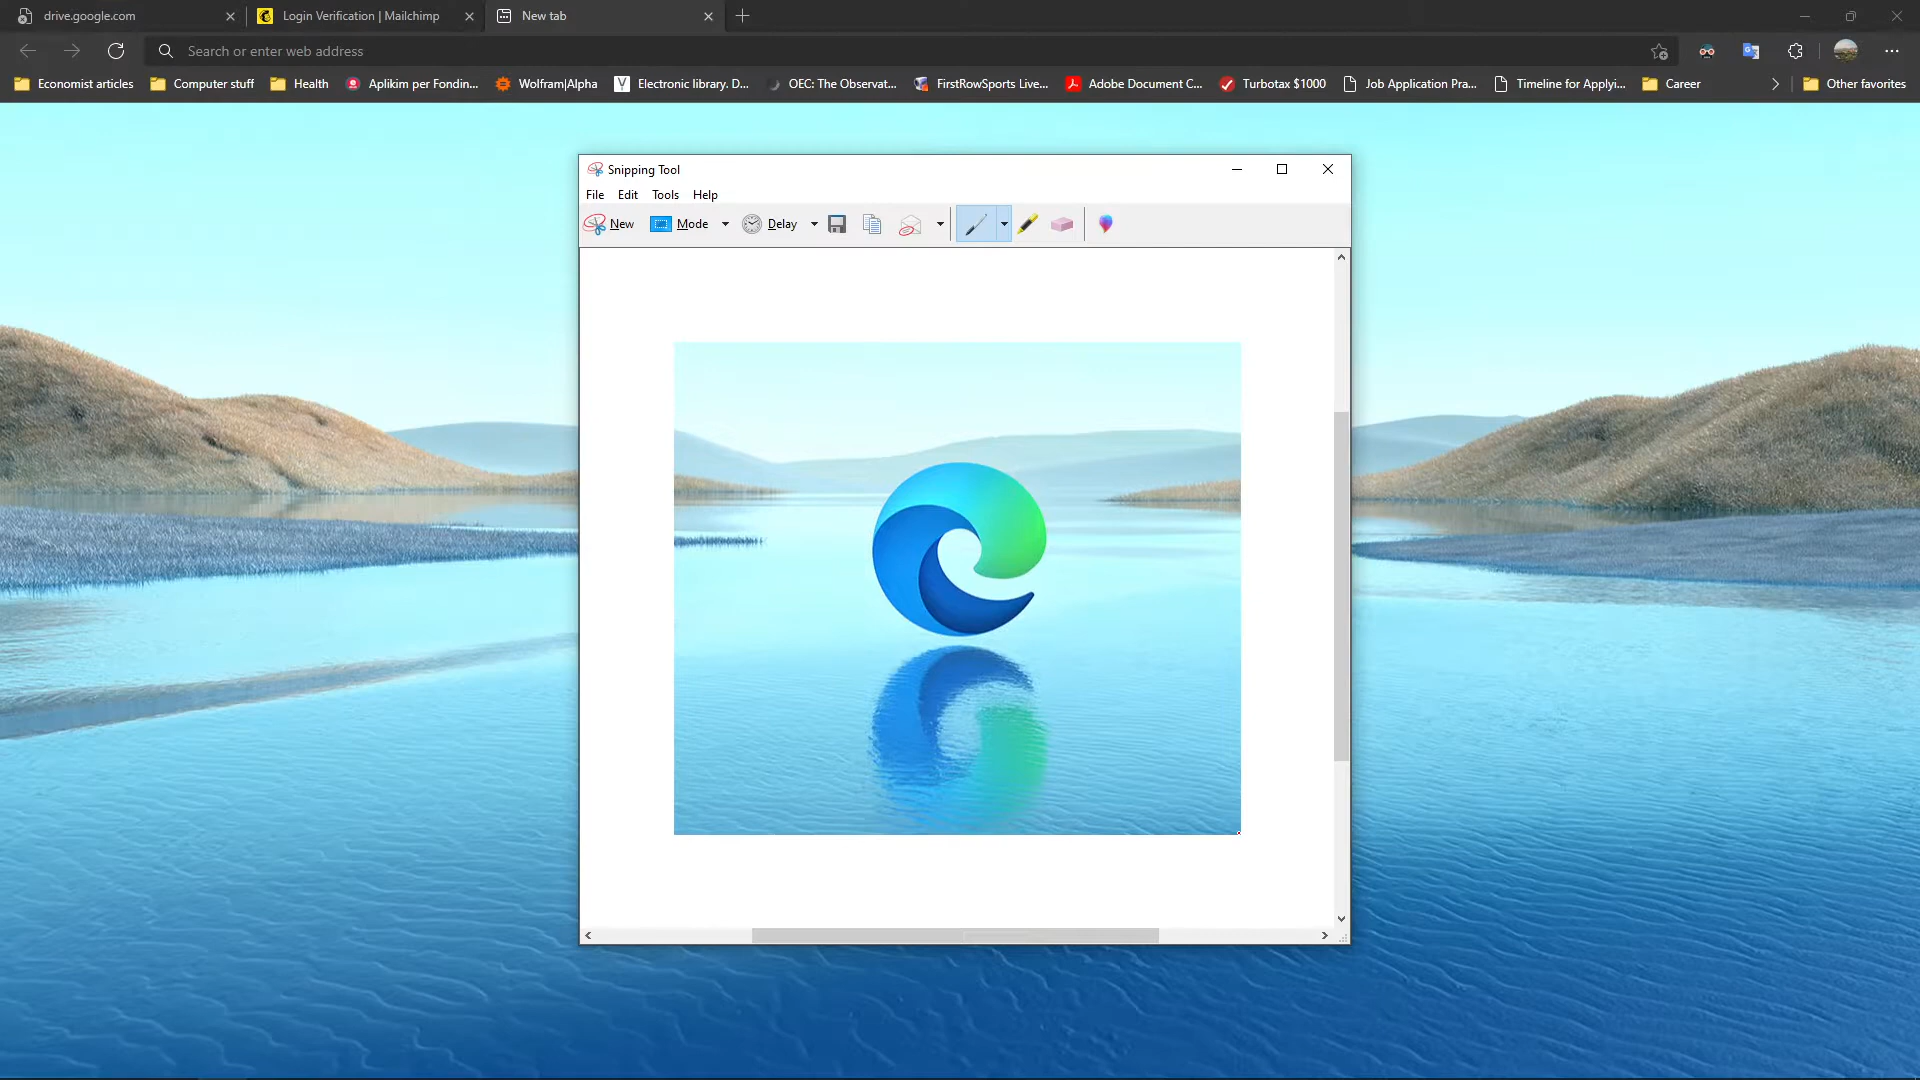 drive.google.com
Login Verification | Mailchimp
New tab
Search or enter web address
Economist articles
Computer stuff
Health
Aplikim per Fondin...
Wolfram|Alpha
Electronic library. D...
OEC: The Observat...
FirstRowSports Live...
Adobe Document C...
Turbotax $1000
Job Application Pra...
Timeline for Applyi...
Career
Other favorites
Snipping Tool
File Edit Tools Help
New Mode Delay